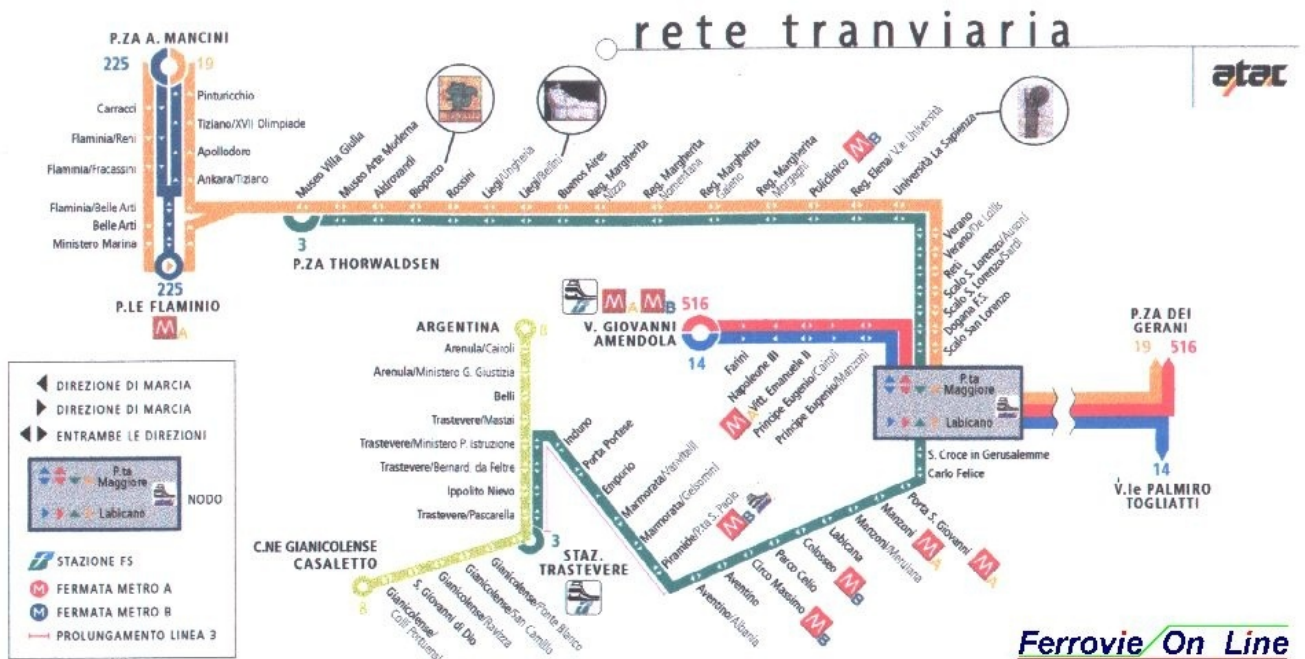 rete tranviaria
atac
P.ZA A. MANCINI
225
19
Carracci
Flaminia/Reni
Flaminia/Fracassini
Flaminia/Belle Arti
Belle Arti
Ministero Marina
Pinturicchio
Tiziano/XVII Olimpiade
Apollodoro
Ankara/Tiziano
225
P.LE FLAMINIO
M A
Museo Villa Giulia
Museo Arte Moderna
Aldrovandi
Bioparco
Rossini
Liegi/Ungheria
Liegi/Bellini
Buenos Aires
Reg. Margherita
Nizza
Reg. Margherita
Nomentana
Reg. Margherita
Galeno
Reg. Margherita
Morgagni
Policlinico
M B
Reg. Elena/V.le Università
Università La Sapienza
3
P.ZA THORWALDSEN
Verano
Verano/De Lollis
Reti
Scalo S. Lorenzo/Ausoni
Scalo S. Lorenzo/Sardi
Dogana F.S.
Scalo San Lorenzo
M A M B 516
V. GIOVANNI
AMENDOLA
14
Farini
Napoleone III
Vitt. Emanuele II
M A
Principe Eugenio/Cairoli
Principe Eugenio/Manzoni
P.ta
Maggiore
Labicano
P.ZA DEI
GERANI
19 516
14
V.le PALMIRO
TOGLIATTI
S. Croce in Gerusalemme
Carlo Felice
Porta S. Giovanni
M A
Manzoni
M A
Manzoni/Merulana
Labicana
Colosseo
M B
Parco Celio
Circo Massimo
M B
Aventino
Aventino/Albania
Piramide/P.ta S. Paolo
M B
Marmorata/Gelsomini
Marmorata/Vanvitelli
Emporio
Porta Portese
Induno
ARGENTINA
8
Arenula/Cairoli
Arenula/Ministero G. Giustizia
Belli
Trastevere/Mastai
Trastevere/Ministero P. Istruzione
Trastevere/Bernard. da Feltre
Ippolito Nievo
Trastevere/Pascarella
3
STAZ.
TRASTEVERE
C.NE GIANICOLENSE
CASALETTO
8
Gianicolense/Ponte Bianco
Gianicolense/San Camillo
Gianicolense/Ravizza
S. Giovanni di Dio
Gianicolense/
Colli Portuensi
DIREZIONE DI MARCIA
DIREZIONE DI MARCIA
ENTRAMBE LE DIREZIONI
P.ta
Maggiore
Labicano
NODO
STAZIONE FS
M FERMATA METRO A
M FERMATA METRO B
PROLUNGAMENTO LINEA 3
Ferrovie On Line